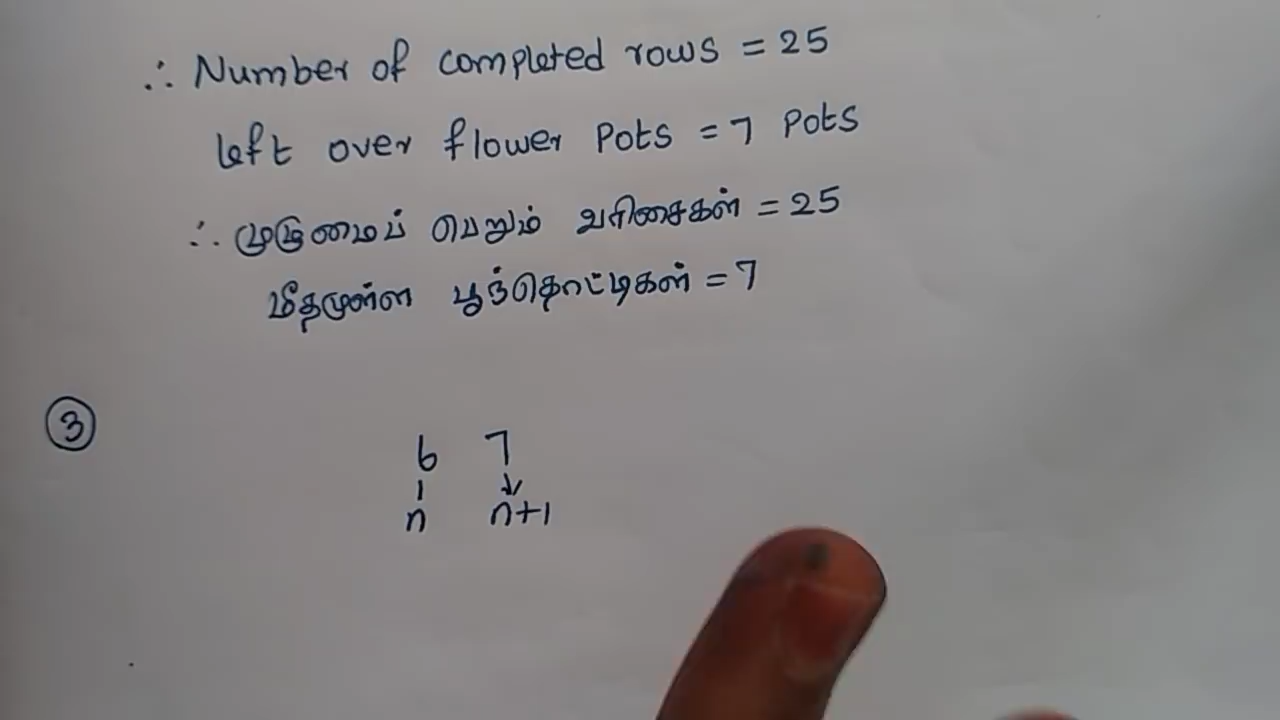 ∴ Number of completed rows = 25
left over flower Pots = 7 Pots
∴ முழுமைப் பெறும் வரிசைகள் = 25
மீதமுள்ள பூந்தொட்டிகள் = 7
3
6 7
n n+1